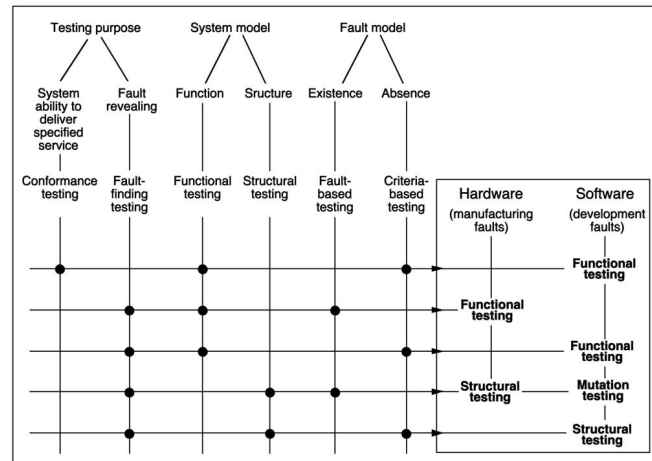 Testing purpose
System model
Fault model
System
ability to
deliver
specified
service
Fault
revealing
Function
Sructure
Existence
Absence
Conformance
testing
Fault-
finding
testing
Functional
testing
Structural
testing
Fault-
based
testing
Criteria-
based
testing
Hardware
(manufacturing
faults)
Software
(development
faults)
Functional
testing
Functional
testing
Functional
testing
Structural
testing
Mutation
testing
Structural
testing